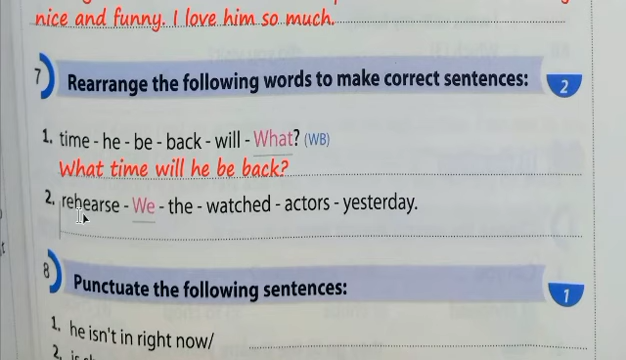 nice and funny. I love him so much.
7 Rearrange the following words to make correct sentences: 2
1. time - he - be - back - will - What? (WB)
What time will he be back?
2. rehearse - We - the - watched - actors - yesterday.
8 Punctuate the following sentences: 1
1. he isn't in right now/
2.